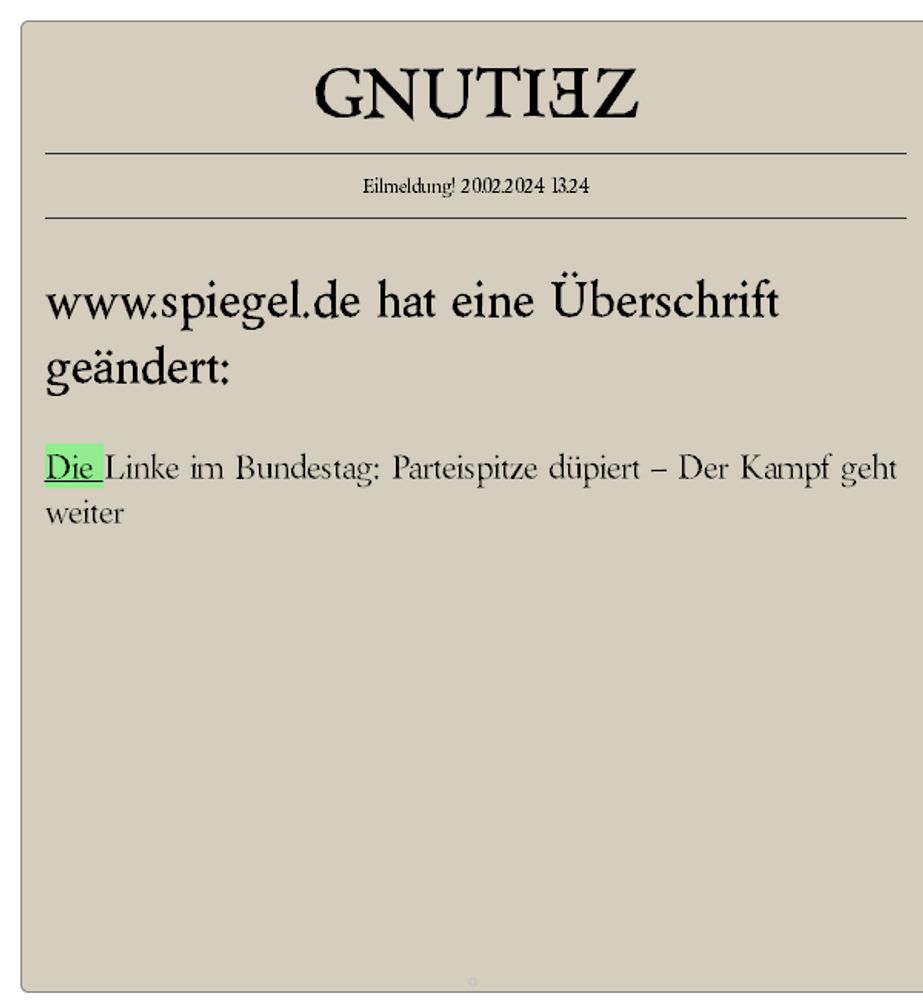 GNUTIƎZ
Eilmeldung! 20.02.2024 13.24
www.spiegel.de hat eine Überschrift
geändert:
Die Linke im Bundestag: Parteispitze düpiert – Der Kampf geht
weiter